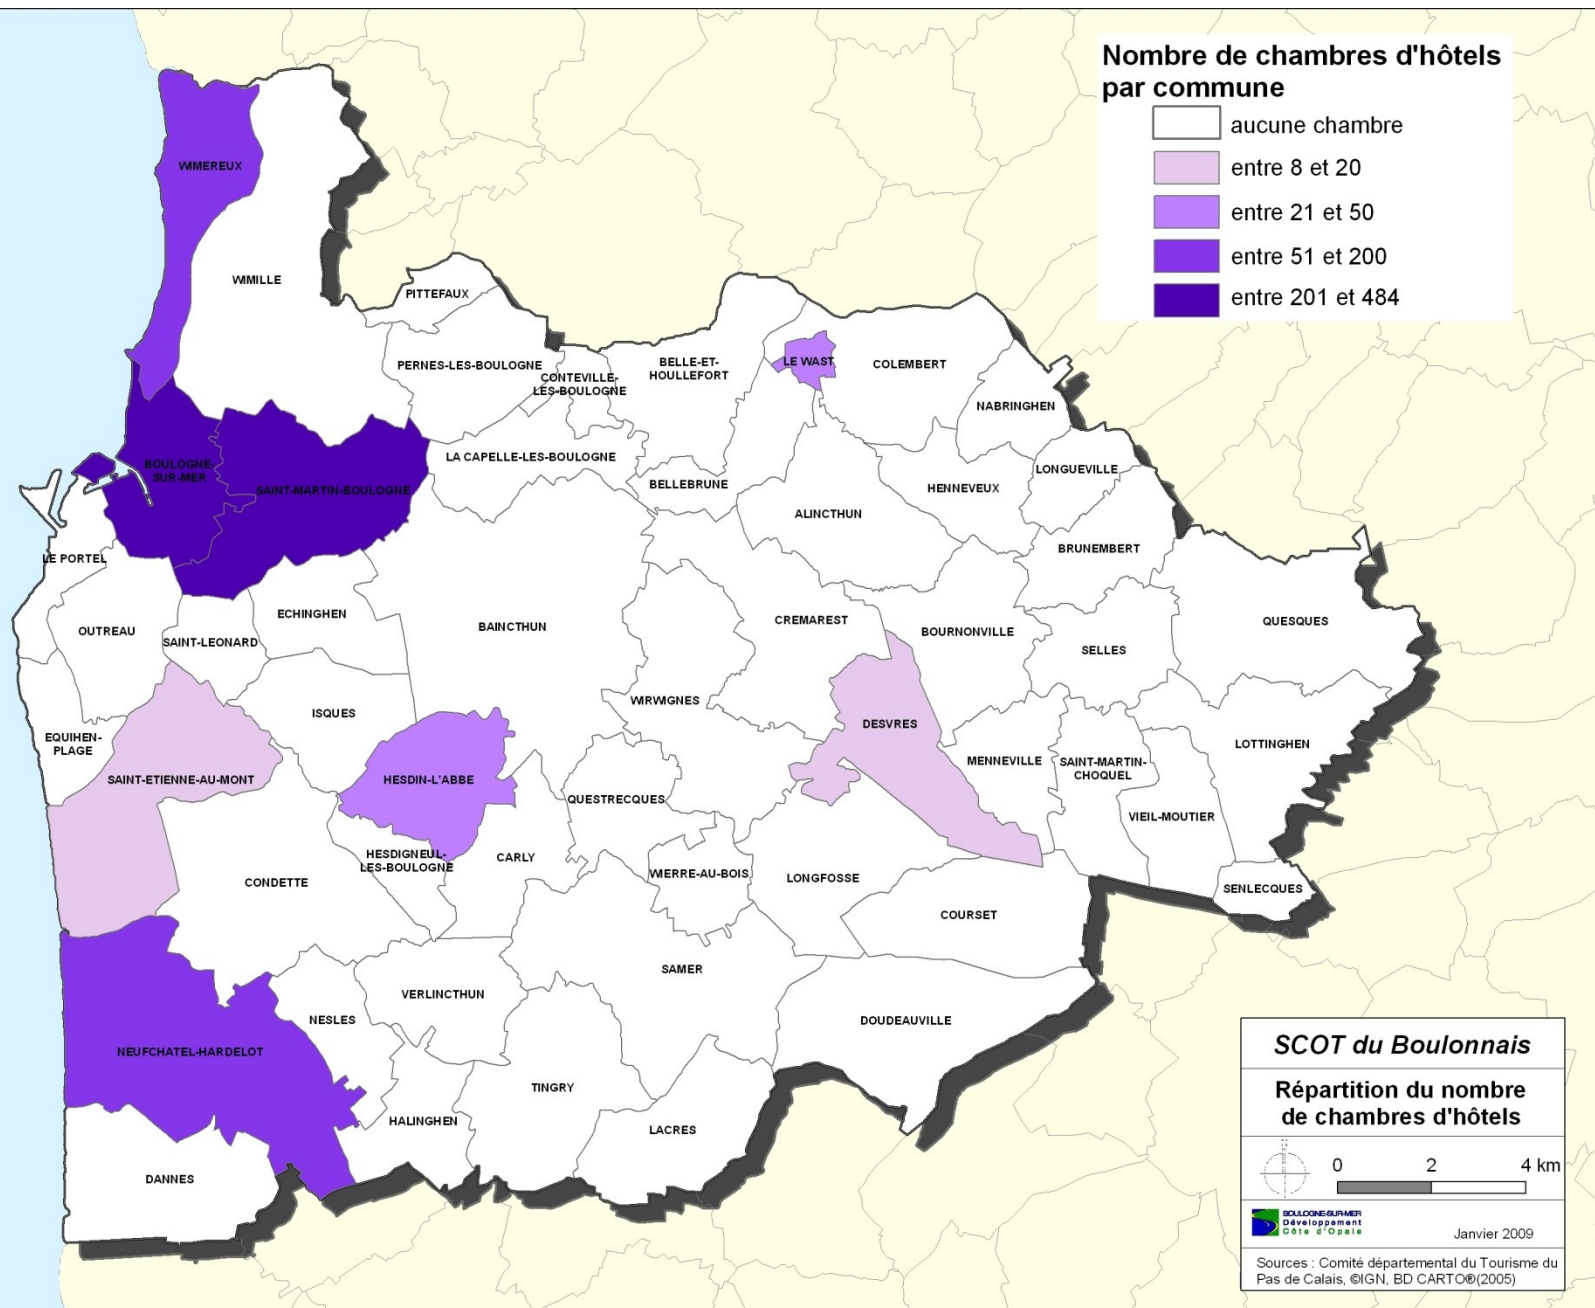 Nombre de chambres d'hôtels
par commune
aucune chambre
entre 8 et 20
entre 21 et 50
entre 51 et 200
entre 201 et 484
WIMEREUX
WIMILLE
PITTEFAUX
PERNES-LES-BOULOGNE
CONTEVILLE-
LES-BOULOGNE
BELLE-ET-
HOULLEFORT
LE WAST
COLEMBERT
NABRINGHEN
BOULOGNE-
SUR-MER
SAINT-MARTIN-BOULOGNE
LA CAPELLE-LES-BOULOGNE
BELLEBRUNE
ALINCTHUN
HENNEVEUX
LONGUEVILLE
BRUNEMBERT
LE PORTEL
OUTREAU
SAINT-LEONARD
ECHINGHEN
BAINCTHUN
CREMAREST
BOURNONVILLE
SELLES
QUESQUES
EQUIHEN-
PLAGE
SAINT-ETIENNE-AU-MONT
ISQUES
HESDIN-L'ABBE
WIRWIGNES
DESVRES
MENNEVILLE
SAINT-MARTIN-
CHOQUEL
LOTTINGHEN
QUESTRECQUES
VIEIL-MOUTIER
CONDETTE
HESDIGNEUL-
LES-BOULOGNE
CARLY
WIERRE-AU-BOIS
LONGFOSSE
COURSET
SENLECQUES
SAMER
VERLINCTHUN
NESLES
DOUDEAUVILLE
NEUFCHATEL-HARDELOT
TINGRY
HALINGHEN
LACRES
DANNES
SCOT du Boulonnais
Répartition du nombre
de chambres d'hôtels
0 2 4 km
BOULOGNE-SUR-MER
Développement
Côte d'Opale
Janvier 2009
Sources : Comité départemental du Tourisme du
Pas de Calais, ©IGN, BD CARTO®(2005)